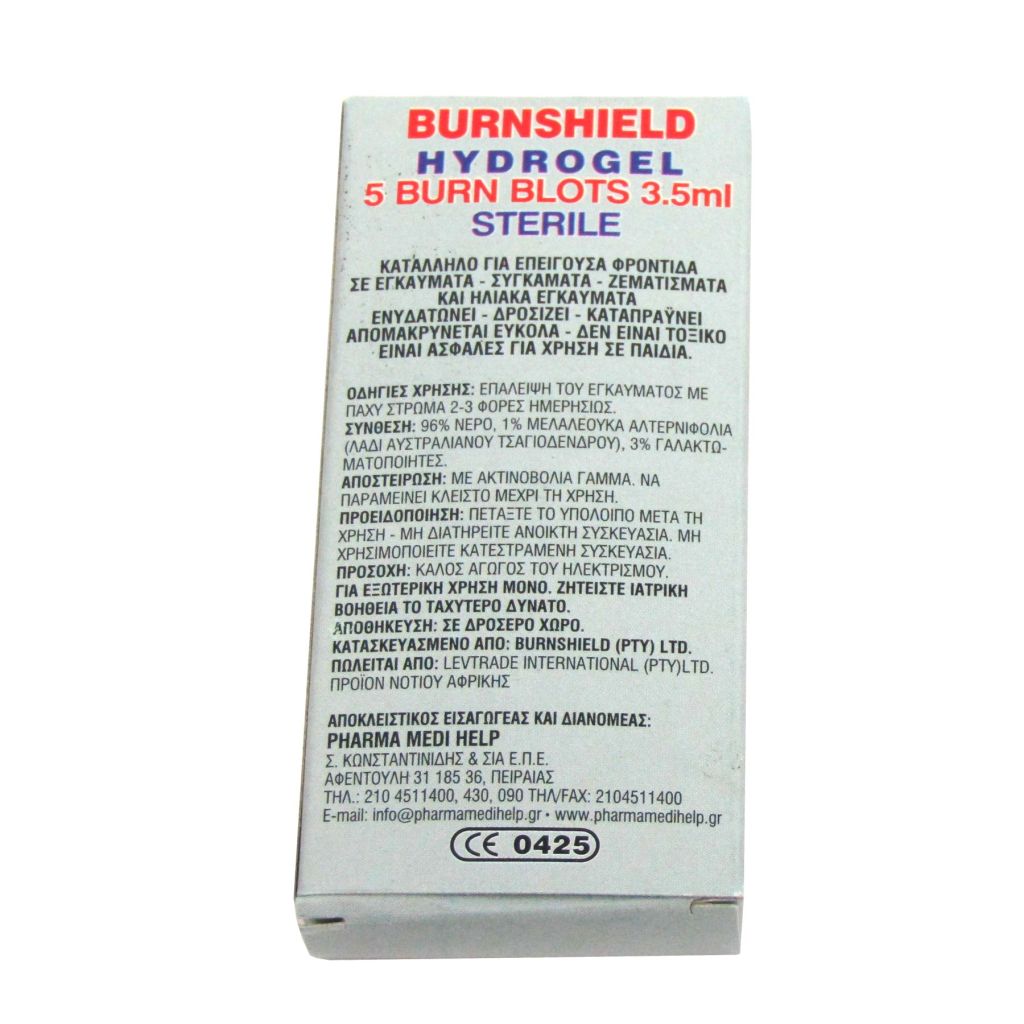 BURNSHIELD
HYDROGEL
5 BURN BLOTS 3.5ml
STERILE
ΚΑΤΑΛΛΗΛΟ ΓΙΑ ΕΠΕΙΓΟΥΣΑ ΦΡΟΝΤΙΔΑ
ΣΕ ΕΓΚΑΥΜΑΤΑ - ΣΥΓΚΑΜΑΤΑ - ΖΕΜΑΤΙΣΜΑΤΑ
ΚΑΙ ΗΛΙΑΚΑ ΕΓΚΑΥΜΑΤΑ
ΕΝΥΔΑΤΩΝΕΙ - ΔΡΟΣΙΖΕΙ - ΚΑΤΑΠΡΑΫΝΕΙ
ΑΠΟΜΑΚΡΥΝΕΤΑΙ ΕΥΚΟΛΑ - ΔΕΝ ΕΙΝΑΙ ΤΟΞΙΚΟ
ΕΙΝΑΙ ΑΣΦΑΛΕΣ ΓΙΑ ΧΡΗΣΗ ΣΕ ΠΑΙΔΙΑ.
ΟΔΗΓΙΕΣ ΧΡΗΣΗΣ: ΕΠΑΛΕΙΨΗ ΤΟΥ ΕΓΚΑΥΜΑΤΟΣ ΜΕ
ΠΑΧΥ ΣΤΡΩΜΑ 2-3 ΦΟΡΕΣ ΗΜΕΡΗΣΙΩΣ.
ΣΥΝΘΕΣΗ: 96% ΝΕΡΟ, 1% ΜΕΛΑΛΕΟΥΚΑ ΑΛΤΕΡΝΙΦΟΛΙΑ
(ΛΑΔΙ ΑΥΣΤΡΑΛΙΑΝΟΥ ΤΣΑΓΙΟΔΕΝΔΡΟΥ), 3% ΓΑΛΑΚΤΩ-
ΜΑΤΟΠΟΙΗΤΕΣ.
ΑΠΟΣΤΕΙΡΩΣΗ: ΜΕ ΑΚΤΙΝΟΒΟΛΙΑ ΓΑΜΜΑ. ΝΑ
ΠΑΡΑΜΕΙΝΕΙ ΚΛΕΙΣΤΟ ΜΕΧΡΙ ΤΗ ΧΡΗΣΗ.
ΠΡΟΕΙΔΟΠΟΙΗΣΗ: ΠΕΤΑΞΤΕ ΤΟ ΥΠΟΛΟΙΠΟ ΜΕΤΑ ΤΗ
ΧΡΗΣΗ - ΜΗ ΔΙΑΤΗΡΕΙΤΕ ΑΝΟΙΚΤΗ ΣΥΣΚΕΥΑΣΙΑ. ΜΗ
ΧΡΗΣΙΜΟΠΟΙΕΙΤΕ ΚΑΤΕΣΤΡΑΜΕΝΗ ΣΥΣΚΕΥΑΣΙΑ.
ΠΡΟΣΟΧΗ: ΚΑΛΟΣ ΑΓΩΓΟΣ ΤΟΥ ΗΛΕΚΤΡΙΣΜΟΥ.
ΓΙΑ ΕΞΩΤΕΡΙΚΗ ΧΡΗΣΗ ΜΟΝΟ. ΖΗΤΕΙΣΤΕ ΙΑΤΡΙΚΗ
ΒΟΗΘΕΙΑ ΤΟ ΤΑΧΥΤΕΡΟ ΔΥΝΑΤΟ.
ΑΠΟΘΗΚΕΥΣΗ: ΣΕ ΔΡΟΣΕΡΟ ΧΩΡΟ.
ΚΑΤΑΣΚΕΥΑΣΜΕΝΟ ΑΠΟ: BURNSHIELD (PTY) LTD.
ΠΩΛΕΙΤΑΙ ΑΠΟ: LEVTRADE INTERNATIONAL (PTY)LTD.
ΠΡΟΪΟΝ ΝΟΤΙΟΥ ΑΦΡΙΚΗΣ
ΑΠΟΚΛΕΙΣΤΙΚΟΣ ΕΙΣΑΓΩΓΕΑΣ ΚΑΙ ΔΙΑΝΟΜΕΑΣ:
PHARMA MEDI HELP
Σ. ΚΩΝΣΤΑΝΤΙΝΙΔΗΣ & ΣΙΑ Ε.Π.Ε.
ΑΦΕΝΤΟΥΛΗ 31 185 36, ΠΕΙΡΑΙΑΣ
ΤΗΛ.: 210 4511400, 430, 090 ΤΗΛ/FAX: 2104511400
E-mail: info@pharmamedihelp.gr • www.pharmamedihelp.gr
CE 0425